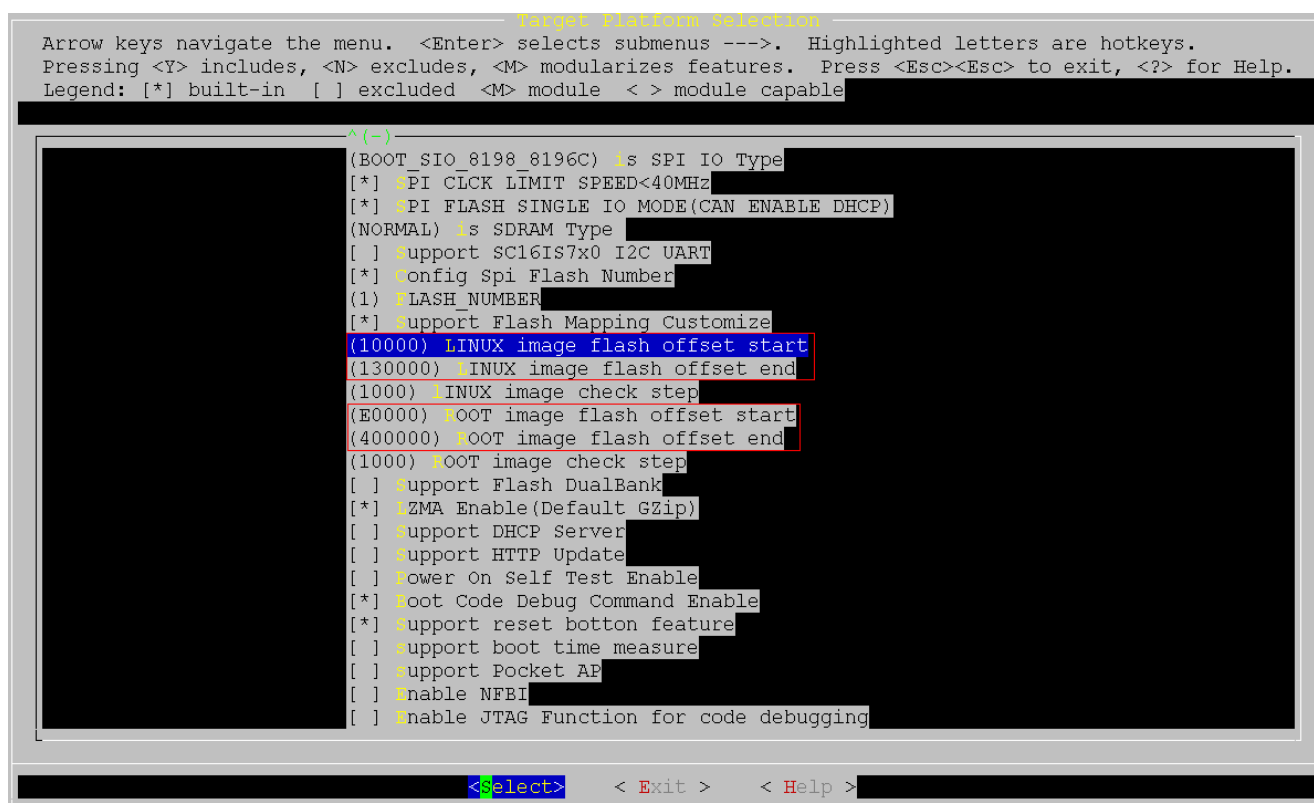 Target Platform Selection
Arrow keys navigate the menu.  <Enter> selects submenus --->.  Highlighted letters are hotkeys.
Pressing <Y> includes, <N> excludes, <M> modularizes features.  Press <Esc><Esc> to exit, <?> for Help.
Legend: [*] built-in  [ ] excluded  <M> module  < > module capable
^(-)
(BOOT_SIO_8198_8196C) is SPI IO Type
[*] SPI CLCK LIMIT SPEED<40MHz
[*] SPI FLASH SINGLE IO MODE(CAN ENABLE DHCP)
(NORMAL) is SDRAM Type
[ ] Support SC16IS7x0 I2C UART
[*] Config Spi Flash Number
(1) FLASH_NUMBER
[*] Support Flash Mapping Customize
(10000) LINUX image flash offset start
(130000) LINUX image flash offset end
(1000) lINUX image check step
(E0000) ROOT image flash offset start
(400000) ROOT image flash offset end
(1000) ROOT image check step
[ ] Support Flash DualBank
[*] LZMA Enable(Default GZip)
[ ] Support DHCP Server
[ ] Support HTTP Update
[ ] Power On Self Test Enable
[*] Boot Code Debug Command Enable
[*] Support reset botton feature
[ ] support boot time measure
[ ] support Pocket AP
[ ] Enable NFBI
[ ] Enable JTAG Function for code debugging
<Select>    < Exit >    < Help >